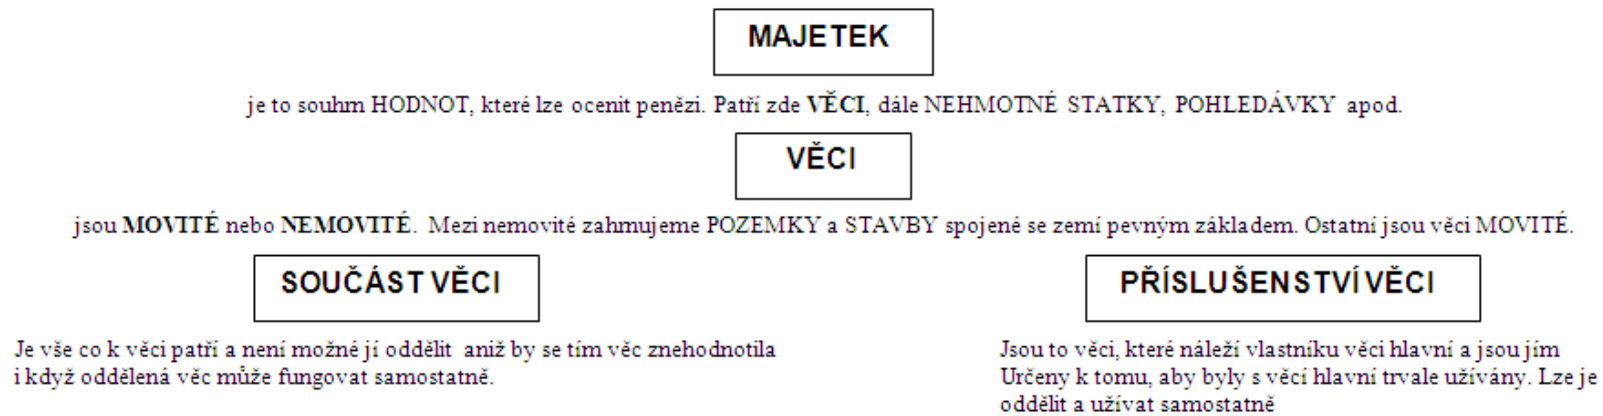 MAJETEK
je to souhrn HODNOT, které lze ocenit penězi. Patří zde VĚCI, dále NEHMOTNÉ STATKY, POHLEDÁVKY apod.
VĚCI
jsou MOVITÉ nebo NEMOVITÉ. Mezi nemovité zahrnujeme POZEMKY a STAVBY spojené se zemí pevným základem. Ostatní jsou věci MOVITÉ.
SOUČÁST VĚCI
Je vše co k věci patří a není možné jí oddělit aniž by se tím věc znehodnotila
i když oddělená věc může fungovat samostatně.
PŘÍSLUŠENSTVÍ VĚCI
Jsou to věci, které náleží vlastníku věci hlavní a jsou jím
Určeny k tomu, aby byly s věcí hlavní trvale užívány. Lze je
oddělit a užívat samostatně